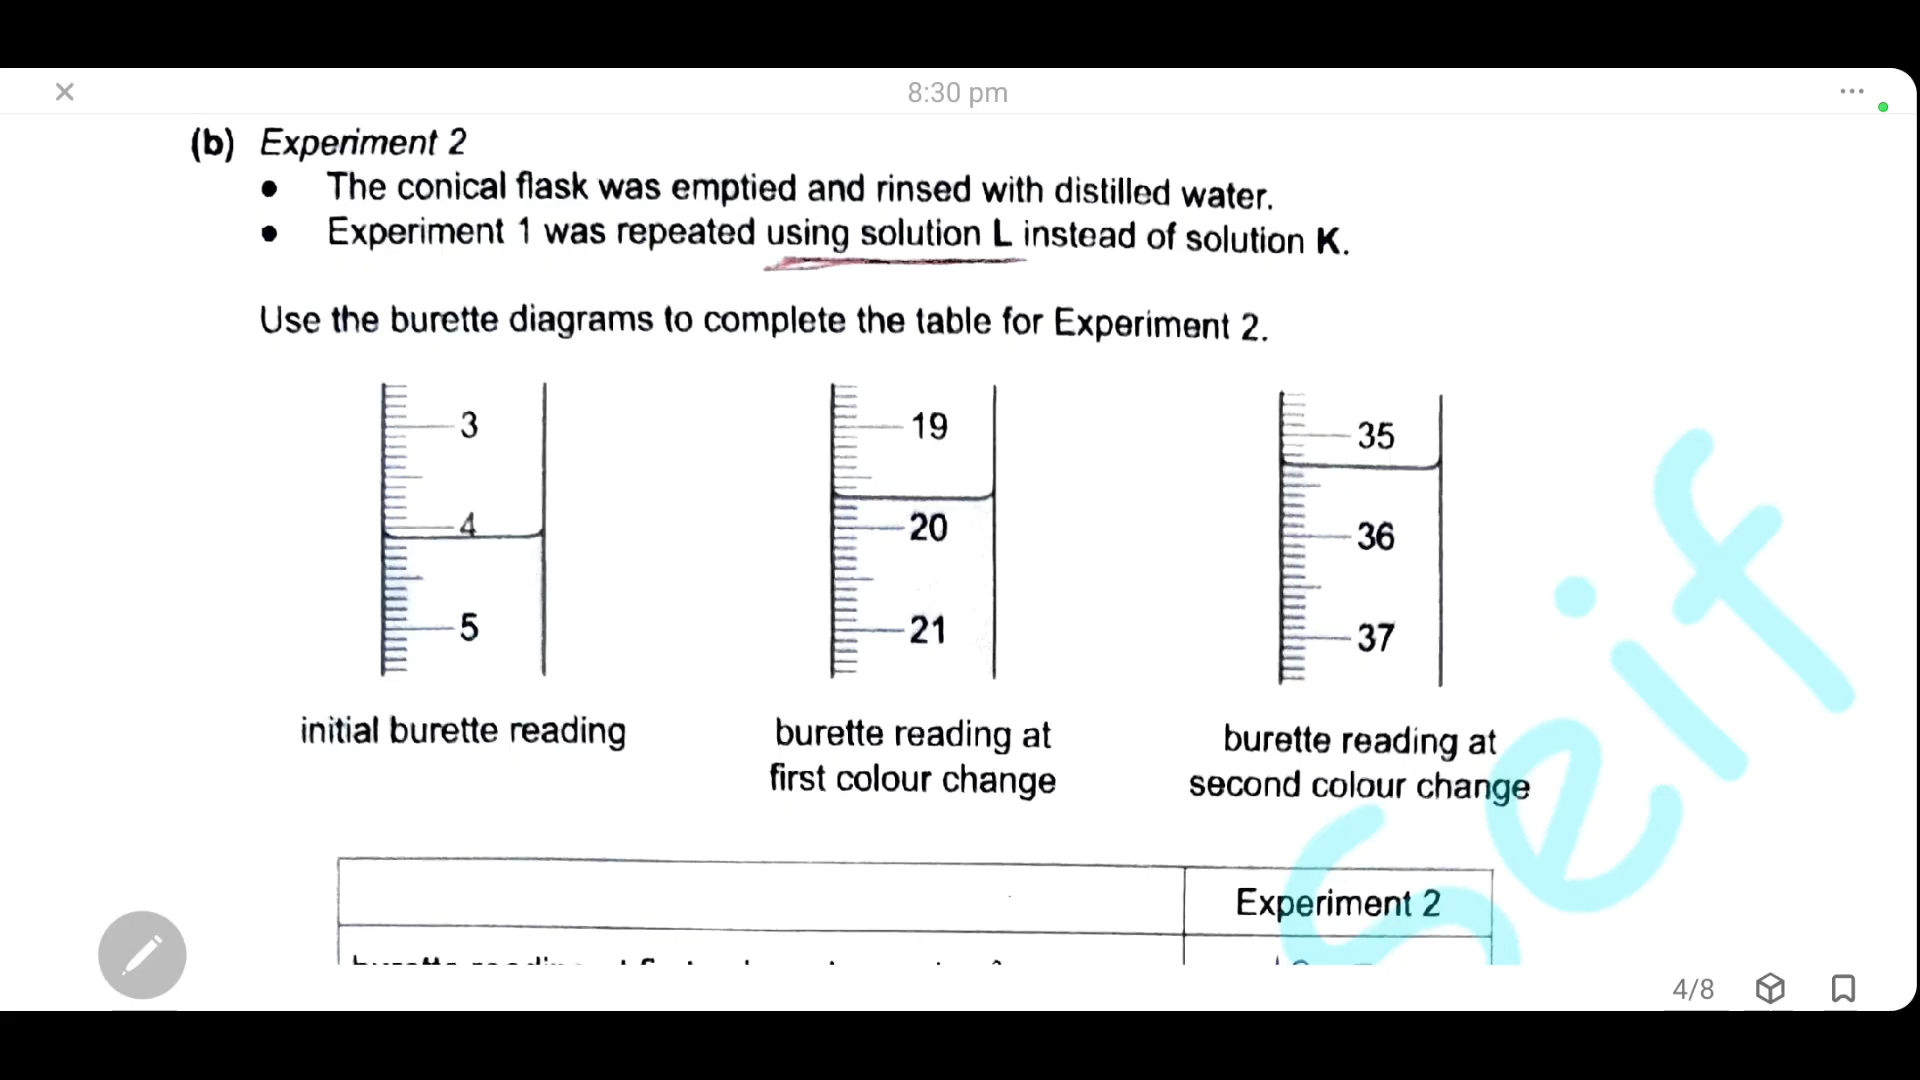 8:30 pm
(b) Experiment 2
• The conical flask was emptied and rinsed with distilled water.
• Experiment 1 was repeated using solution L instead of solution K.
Use the burette diagrams to complete the table for Experiment 2.
3
4
5
initial burette reading
19
20
21
burette reading at
first colour change
35
36
37
burette reading at
second colour change
Experiment 2
Seif
4/8